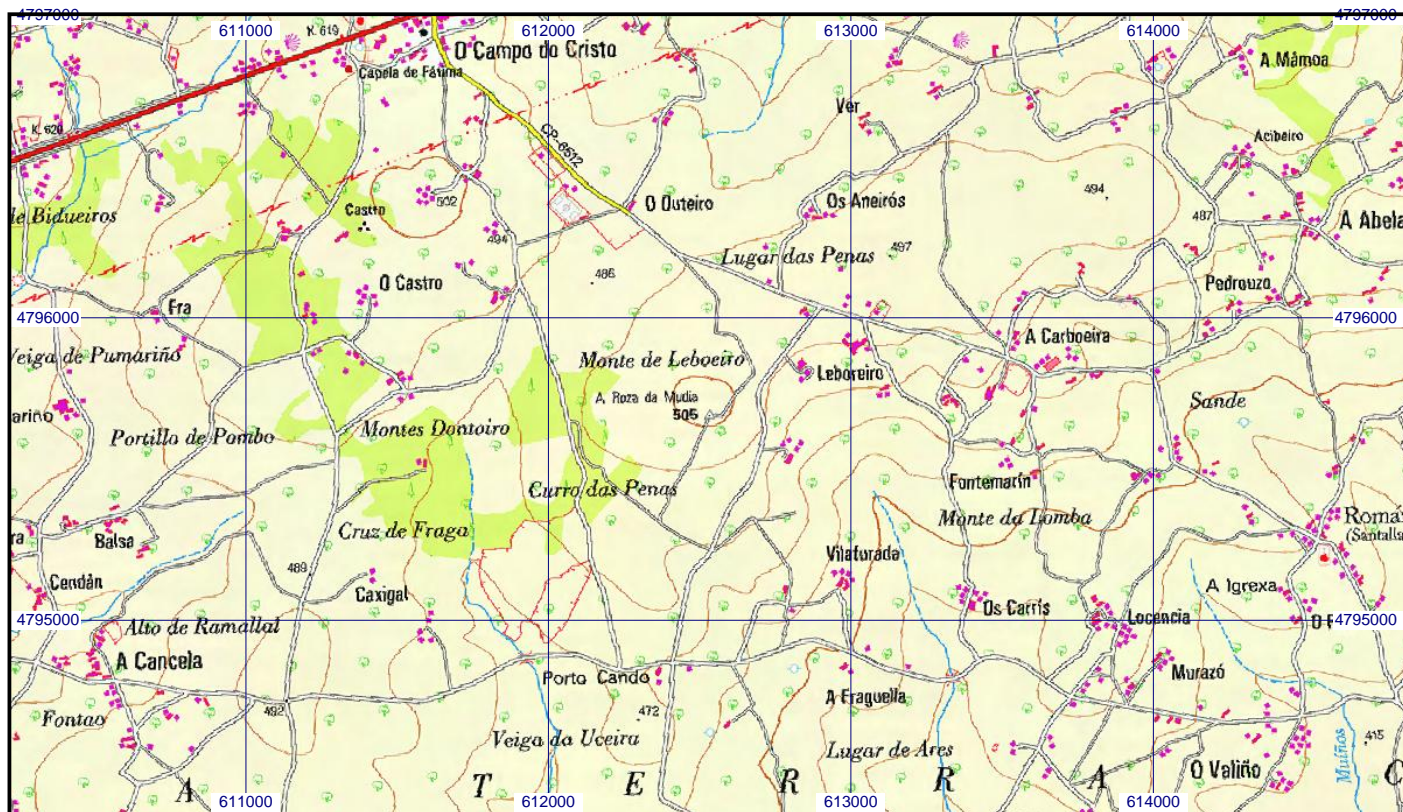 4797000
611000
612000
613000
614000
4797000
K. 619
O Campo do Cristo
Capela de Fátima
A Mámoa
Ver
K. 620
CP-6512
Acibeiro
502
Castro
O Outeiro
Os Aneirós
494
487
A Abela
de Bidueiros
494
497
Lugar das Penas
486
O Castro
Pedrouzo
Fra
4796000
4796000
A Carboeira
Veiga de Pumariño
Monte de Leboeiro
Leboreiro
A Roza da Mudia
505
Sande
ariño
Portillo de Pombo
Montes Dontoiro
Curro das Penas
Fontemarín
Monte da Lomba
Cruz de Fraga
Balsa
Vilafurada
(Santalla
489
Cendán
Caxigal
A Igrexa
Os Carrís
Locencia
4795000
4795000
Alto de Ramallal
A Cancela
Porto Cando
Murazó
A Fraguella
492
472
Fontao
Veiga da Uceira
Lugar de Ares
415
O Valiño
Muíños
A T E R R A C
611000
612000
613000
614000